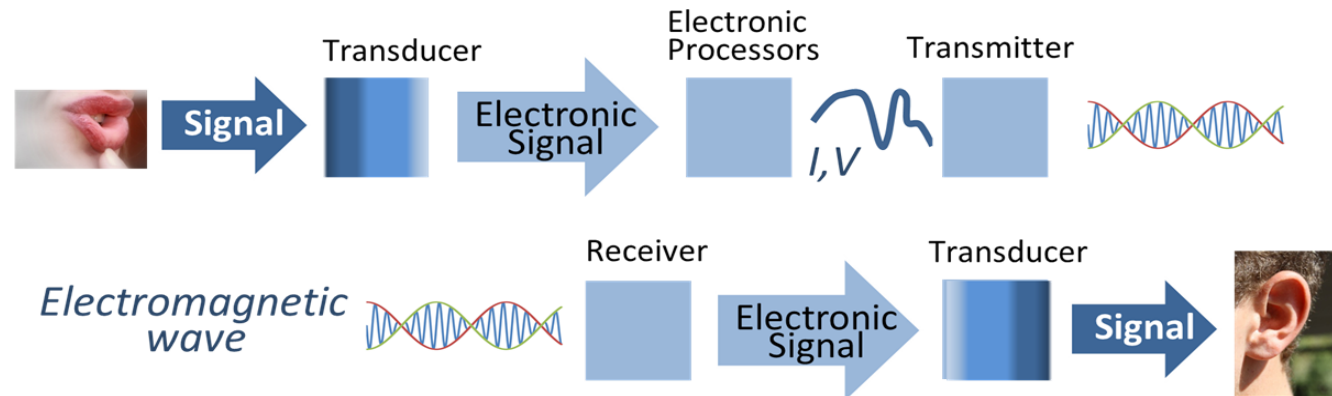 Electronic
Processors
Transducer
Transmitter
Signal
Electronic
Signal
I,V
Receiver
Transducer
Electromagnetic
wave
Electronic
Signal
Signal